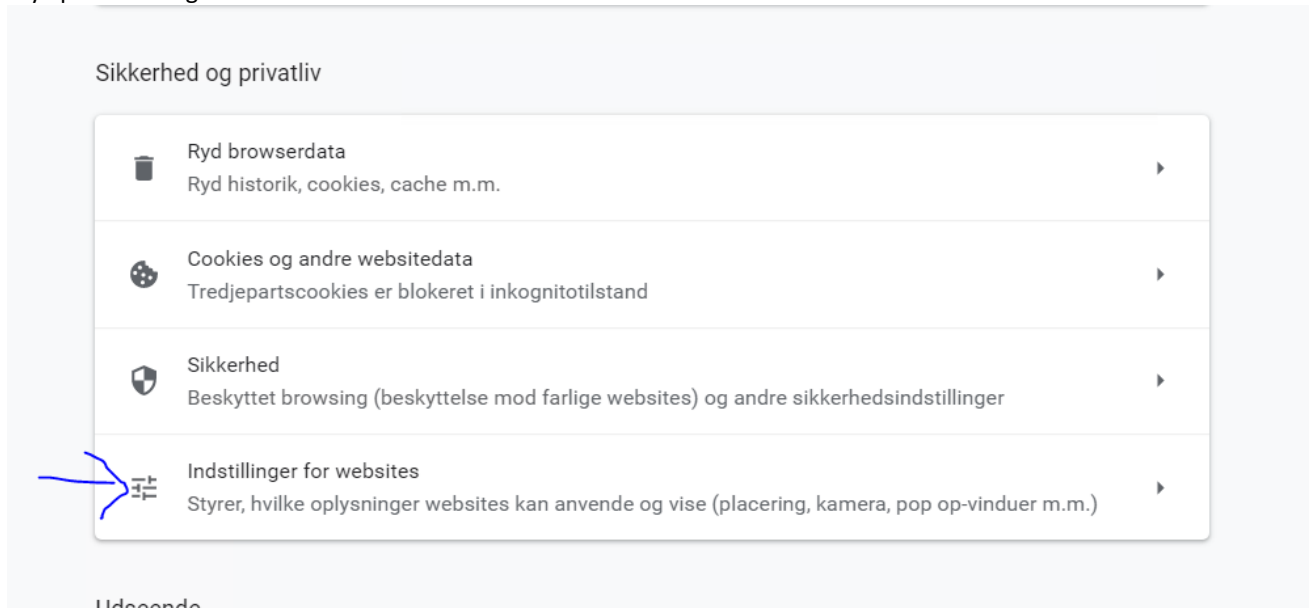 Sikkerhed og privatliv
Ryd browserdata
Ryd historik, cookies, cache m.m.
Cookies og andre websitedata
Tredjepartscookies er blokeret i inkognitotilstand
Sikkerhed
Beskyttet browsing (beskyttelse mod farlige websites) og andre sikkerhedsindstillinger
Indstillinger for websites
Styrer, hvilke oplysninger websites kan anvende og vise (placering, kamera, pop op-vinduer m.m.)
Udseende